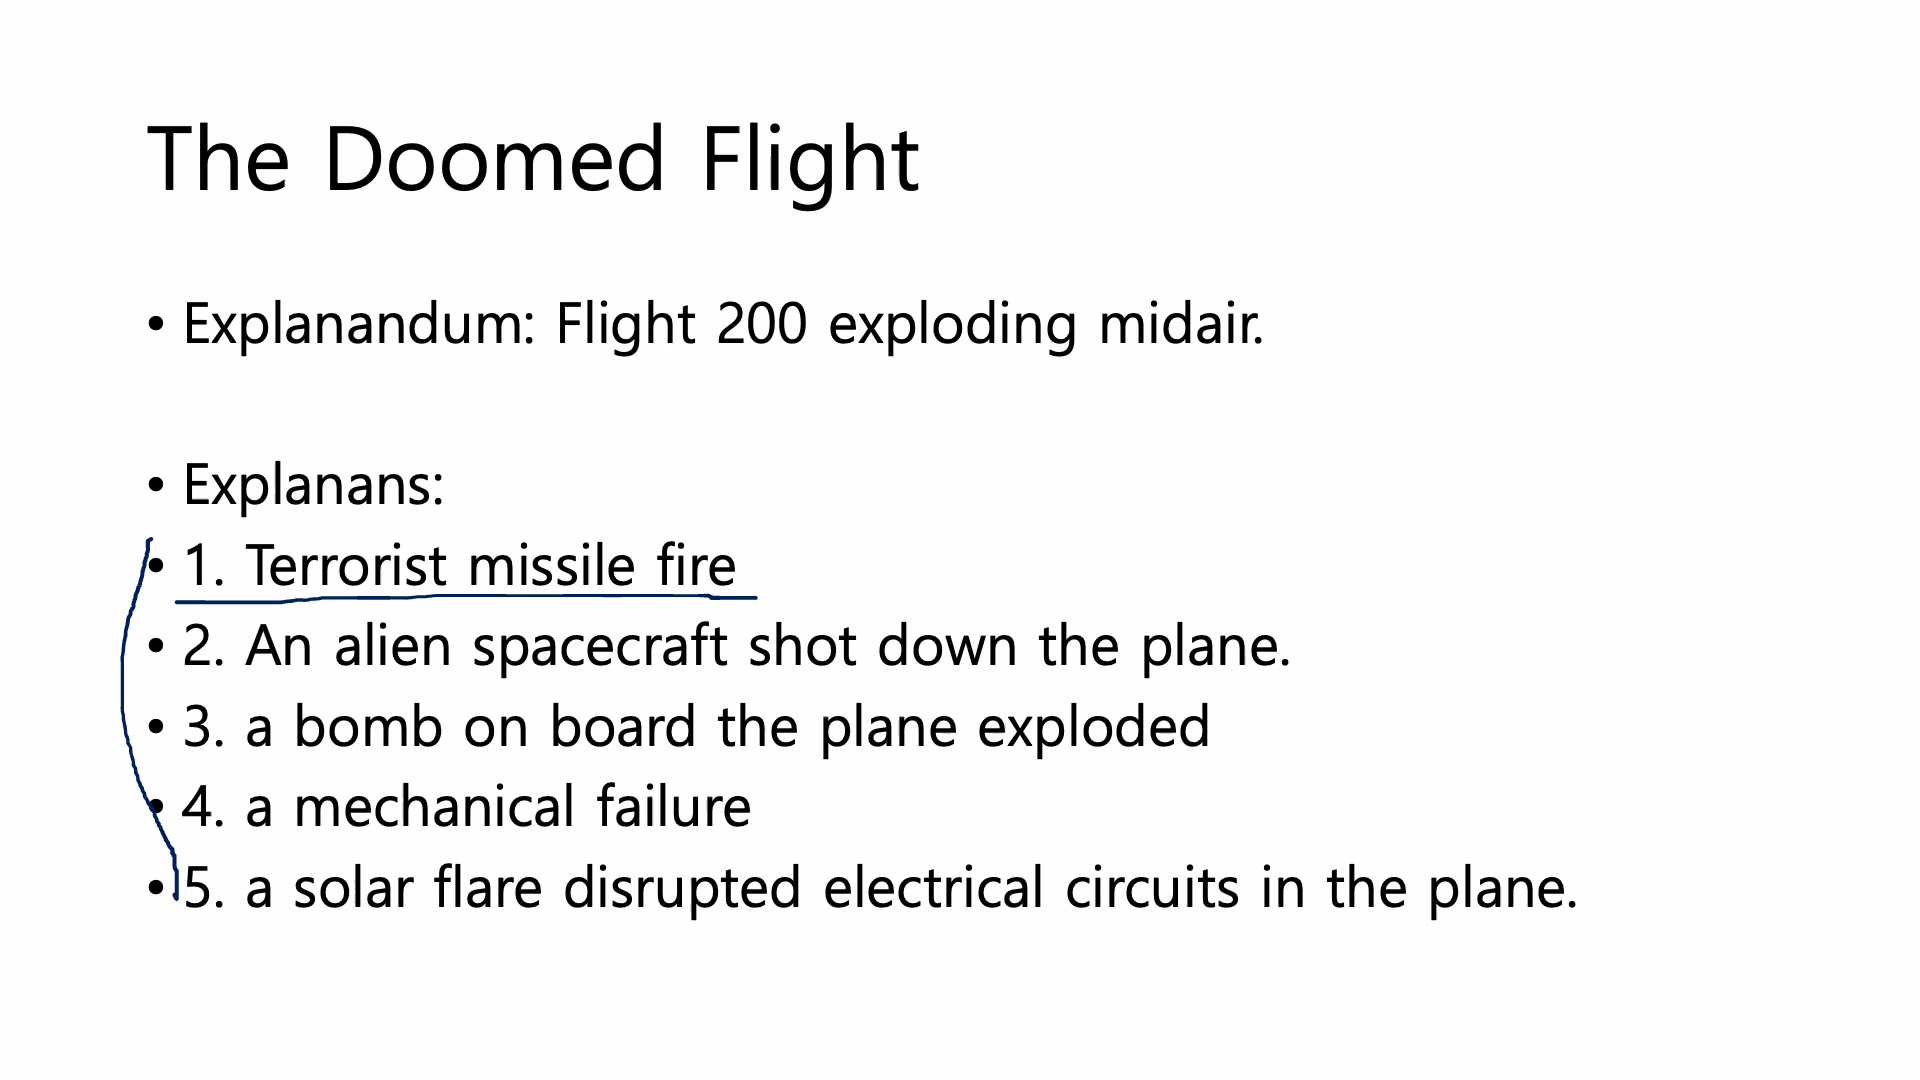 The Doomed Flight
• Explanandum: Flight 200 exploding midair.
• Explanans:
• 1. Terrorist missile fire
• 2. An alien spacecraft shot down the plane.
• 3. a bomb on board the plane exploded
• 4. a mechanical failure
• 5. a solar flare disrupted electrical circuits in the plane.